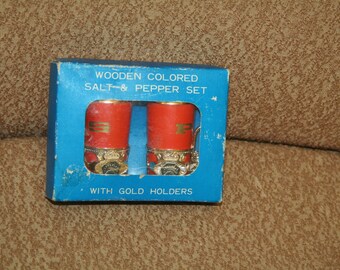 WOODEN COLORED
SALT & PEPPER SET
WITH GOLD HOLDERS